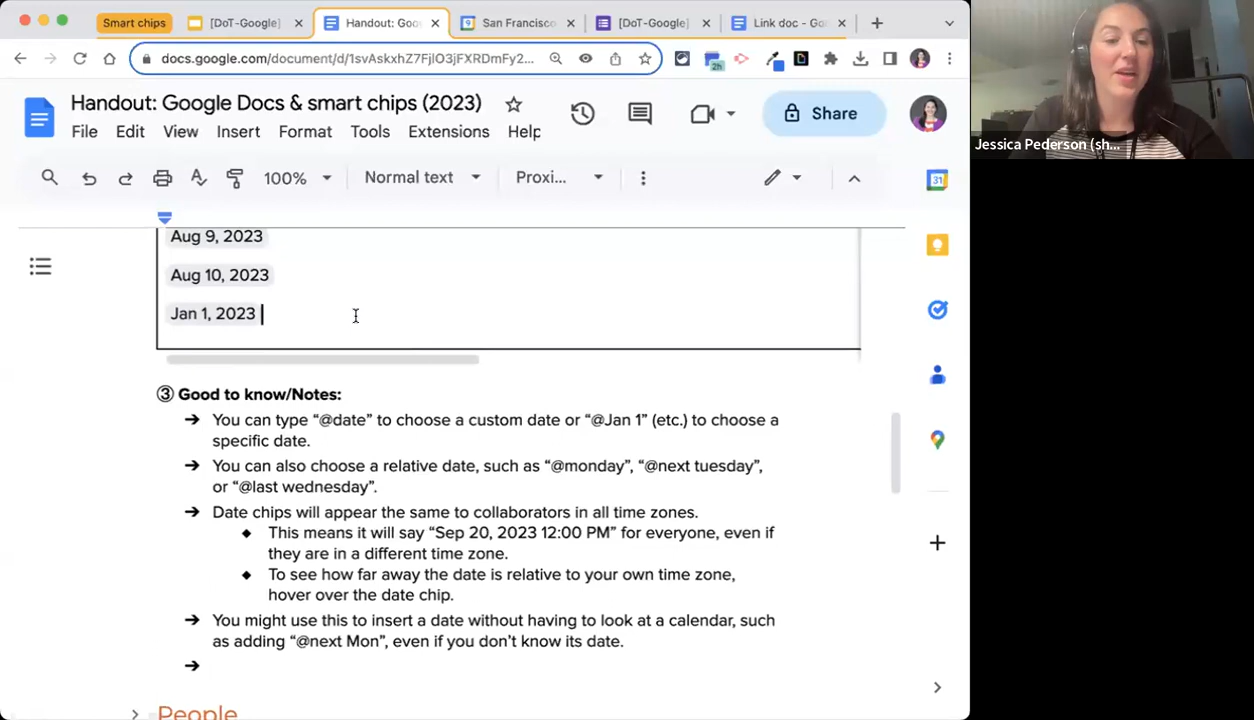 Smart chips
[DoT-Google]
Handout: Goo
San Francisco
[DoT-Google]
Link doc - Go
docs.google.com/document/d/1svAskxhZ7FjlO3jFXRDmFy2...
2h
Handout: Google Docs & smart chips (2023)
Share
File Edit View Insert Format Tools Extensions Help
100%
Normal text
Proxi...
31
Aug 9, 2023
Aug 10, 2023
Jan 1, 2023
③ Good to know/Notes:
➔ You can type “@date” to choose a custom date or “@Jan 1” (etc.) to choose a
specific date.
➔ You can also choose a relative date, such as “@monday”, “@next tuesday”,
or “@last wednesday”.
➔ Date chips will appear the same to collaborators in all time zones.
◆ This means it will say “Sep 20, 2023 12:00 PM” for everyone, even if
they are in a different time zone.
◆ To see how far away the date is relative to your own time zone,
hover over the date chip.
➔ You might use this to insert a date without having to look at a calendar, such
as adding “@next Mon”, even if you don’t know its date.
➔
People
Jessica Pederson (sh...